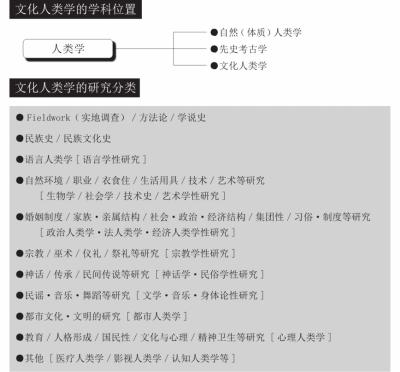 文化人类学的学科位置
人类学
●自然（体质）人类学
●先史考古学
●文化人类学
文化人类学的研究分类
●Fieldwork（实地调查）/方法论/学说史
●民族史/民族文化史
●语言人类学［语言学性研究］
●自然环境/职业/衣食住/生活用具/技术/艺术等研究
［生物学/社会学/技术史/艺术学性研究］
●婚姻制度/家族·亲属结构/社会·政治·经济结构/集团性/习俗·制度等研究
［政治人类学·法人类学·经济人类学性研究］
●宗教/巫术/仪礼/祭礼等研究［宗教学性研究］
●神话/传承/民间传说等研究［神话学·民俗学性研究］
●民谣·音乐·舞蹈等研究［文学·音乐·身体论性研究］
●都市文化·文明的研究［都市人类学］
●教育/人格形成/国民性/文化与心理/精神卫生等研究［心理人类学］
●其他［医疗人类学/影视人类学/认知人类学等］